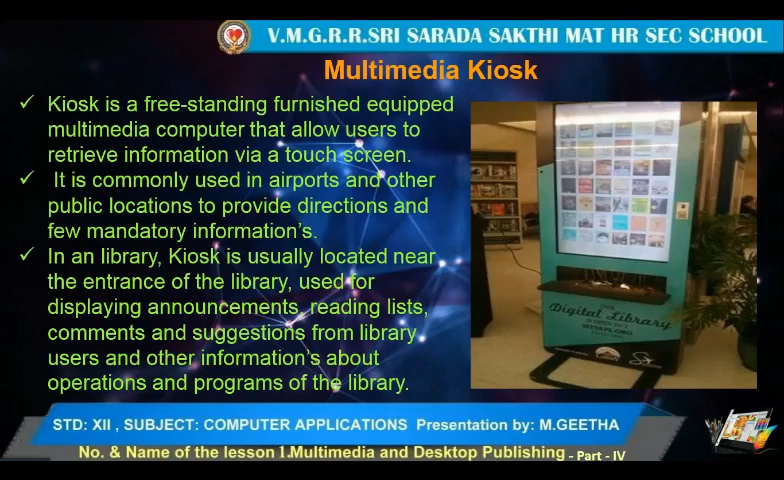 V.M.G.R.R.SRI SARADA SAKTHI MAT HR SEC SCHOOL
Multimedia Kiosk
✓ Kiosk is a free-standing furnished equipped
multimedia computer that allow users to
retrieve information via a touch screen.
✓ It is commonly used in airports and other
public locations to provide directions and
few mandatory information's.
✓ In an library, Kiosk is usually located near
the entrance of the library, used for
displaying announcements, reading lists,
comments and suggestions from library
users and other information's about
operations and programs of the library.
Digital Library
STD: XII , SUBJECT: COMPUTER APPLICATIONS Presentation by: M.GEETHA
No. & Name of the lesson 1.Multimedia and Desktop Publishing - Part - IV